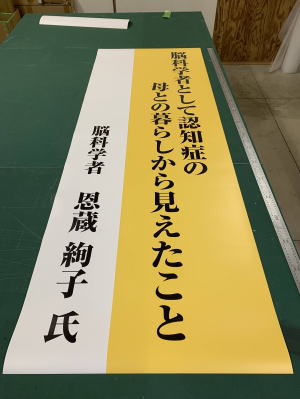 脳科学者として認知症の
母との暮らしから見えたこと
脳科学者 恩蔵 絢子 氏